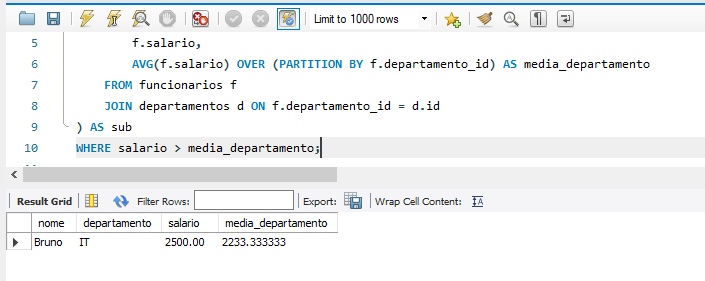 Limit to 1000 rows
5 f.salario,
6 AVG(f.salario) OVER (PARTITION BY f.departamento_id) AS media_departamento
7 FROM funcionarios f
8 JOIN departamentos d ON f.departamento_id = d.id
9 ) AS sub
10 WHERE salario > media_departamento;
Result Grid Filter Rows: Export: Wrap Cell Content: IA
nome departamento salario media_departamento
Bruno IT 2500.00 2233.333333